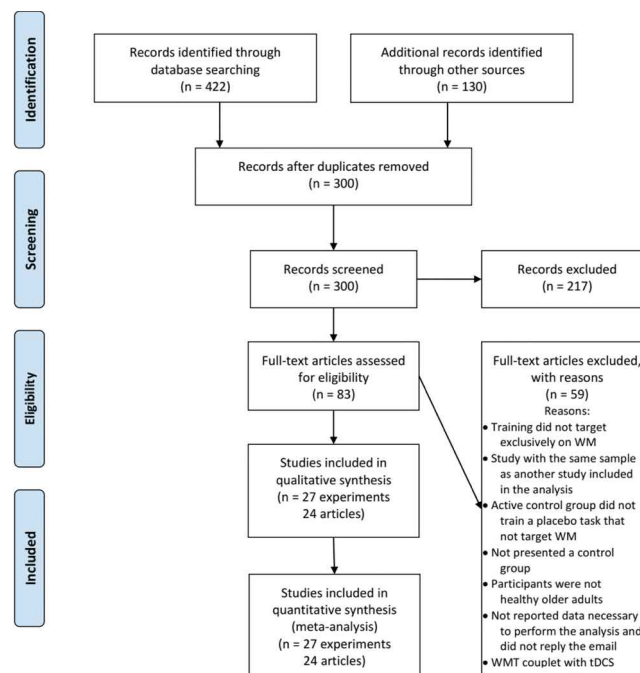 Identification
Records identified through
database searching
(n = 422)
Additional records identified
through other sources
(n = 130)
Records after duplicates removed
(n = 300)
Screening
Records screened
(n = 300)
Records excluded
(n = 217)
Eligibility
Full-text articles assessed
for eligibility
(n = 83)
Full-text articles excluded,
with reasons
(n = 59)
Reasons:
• Training did not target
exclusively on WM
• Study with the same sample
as another study included
in the analysis
• Active control group did not
train a placebo task that
not target WM
• Not presented a control
group
• Participants were not
healthy older adults
• Not reported data necessary
to perform the analysis and
did not reply the email
• WMT couplet with tDCS
Included
Studies included in
qualitative synthesis
(n = 27 experiments
24 articles)
Studies included in
quantitative synthesis
(meta-analysis)
(n = 27 experiments
24 articles)